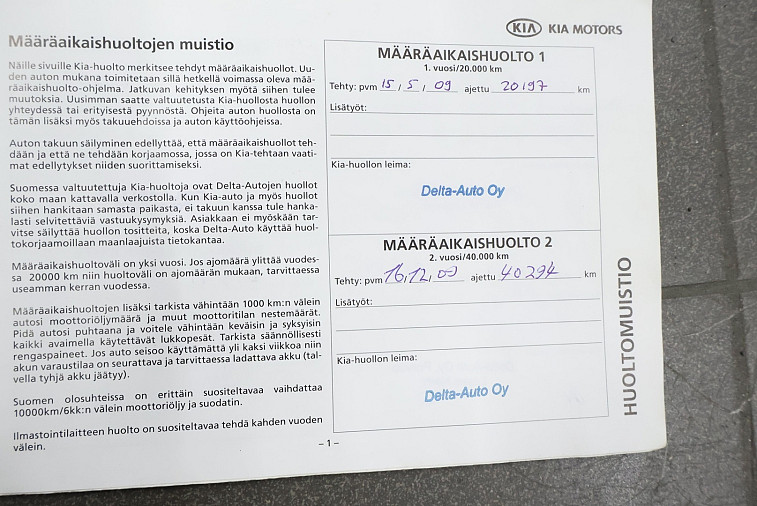 KIA KIA MOTORS
Määräaikaishuoltojen muistio
Näille sivuille Kia-huolto merkitsee tehdyt määräaikaishuollot. Uu-
den auton mukana toimitetaan sillä hetkellä voimassa oleva mää-
räaikaishuolto-ohjelma. Jatkuvan kehityksen myötä siihen tulee
muutoksia. Uusimman saatte valtuutetusta Kia-huollosta huollon
yhteydessä tai erityisestä pyynnöstä. Ohjeita auton huollosta on
tämän lisäksi myös takuuehdoissa ja auton käyttöohjeissa.
Auton takuun säilyminen edellyttää, että määräaikaishuollot teh-
dään ja että ne tehdään korjaamossa, jossa on Kia-tehtaan vaati-
mat edellytykset niiden suorittamiseksi.
Suomessa valtuutettuja Kia-huoltoja ovat Delta-Autojen huollot
koko maan kattavalla verkostolla. Kun Kia-auto ja myös huollot
siihen hankitaan samasta paikasta, ei takuun kanssa tule hanka-
lasti selvitettäviä vastuukysymyksiä. Asiakkaan ei myöskään tar-
vitse säilyttää huollon tositteita, koska Delta-Auto käyttää huol-
tokorjaamoillaan maanlaajuista tietokantaa.
Määräaikaishuoltoväli on yksi vuosi. Jos ajomäärä ylittää vuodes-
sa 20000 km niin huoltoväli on ajomäärän mukaan, tarvittaessa
useamman kerran vuodessa.
Määräaikaishuoltojen lisäksi tarkista vähintään 1000 km:n välein
autosi moottoriöljymäärä ja muut moottoritilan nestemäärät.
Pidä autosi puhtaana ja voitele vähintään keväisin ja syksyisin
kaikki avaimella käytettävät lukkopesät. Tarkista säännöllisesti
rengaspaineet. Jos auto seisoo käyttämättä yli kaksi viikkoa niin
akun varaustilaa on seurattava ja tarvittaessa ladattava akku (tal-
vella tyhjä akku jäätyy).
Suomen olosuhteissa on erittäin suositeltavaa vaihdattaa
10000km/6kk:n välein moottoriöljy ja suodatin.
Ilmastointilaitteen huolto on suositeltavaa tehdä kahden vuoden
välein.
MÄÄRÄAIKAISHUOLTO 1
1. vuosi/20.000 km
Tehty: pvm 15 / 5 / 09 ajettu 20197 km
Lisätyöt:
Kia-huollon leima:
Delta-Auto Oy
MÄÄRÄAIKAISHUOLTO 2
2. vuosi/40.000 km
Tehty: pvm 16,12,09 ajettu 40294 km
Lisätyöt:
Kia-huollon leima:
Delta-Auto Oy
HUOLTOMUISTIO
– 1 –